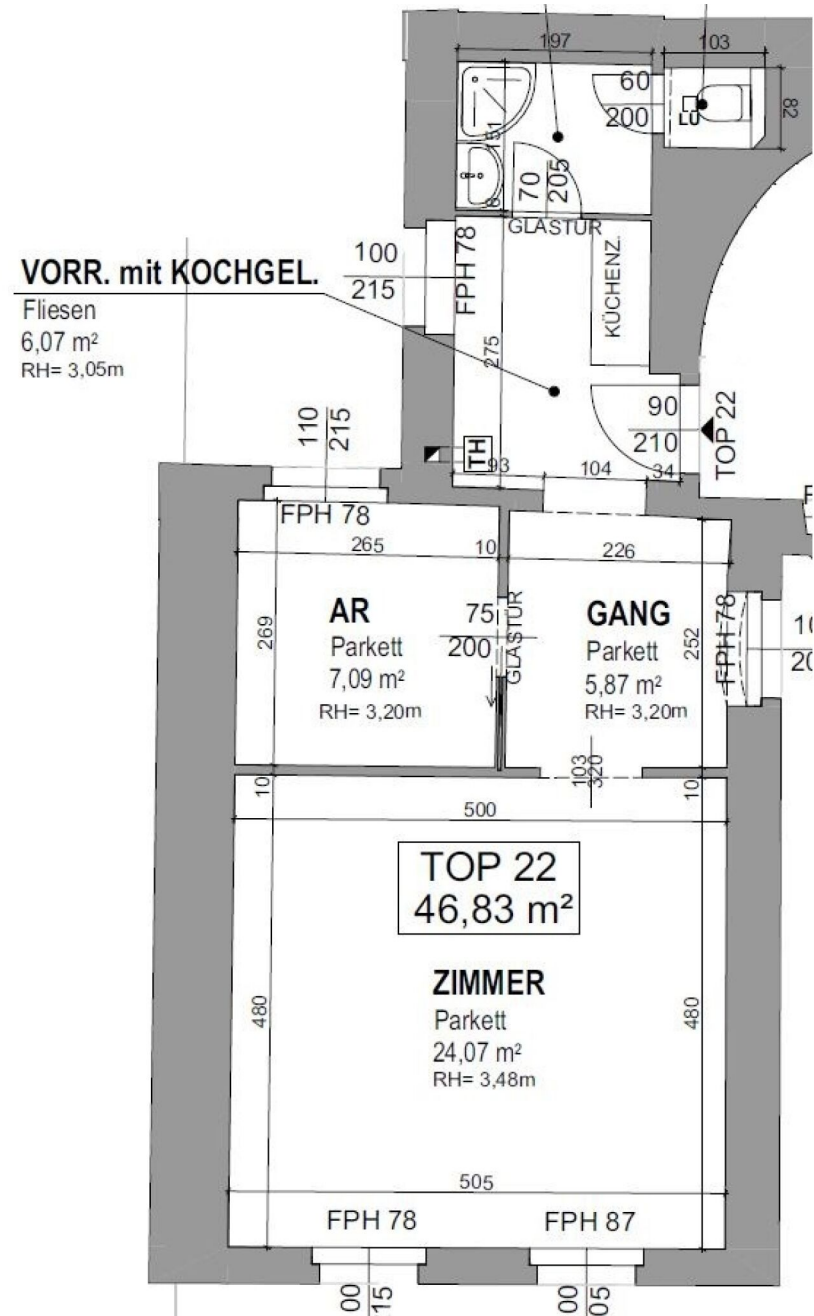 197
103
60
200
LÜ
82
151
70
205
GLASTÜR
KÜCHENZ.
VORR. mit KOCHGEL.
Fliesen
6,07 m²
RH= 3,05m
100
215
FPH 78
275
90
210
TOP 22
110
215
TH
93
104
34
FPH 78
265
10
226
AR
Parkett
7,09 m²
RH= 3,20m
269
75
200
GLASTÜR
GANG
Parkett
5,87 m²
RH= 3,20m
252
FPH 78
103
320
10
10
500
TOP 22
46,83 m²
ZIMMER
Parkett
24,07 m²
RH= 3,48m
480
480
505
FPH 78
FPH 87